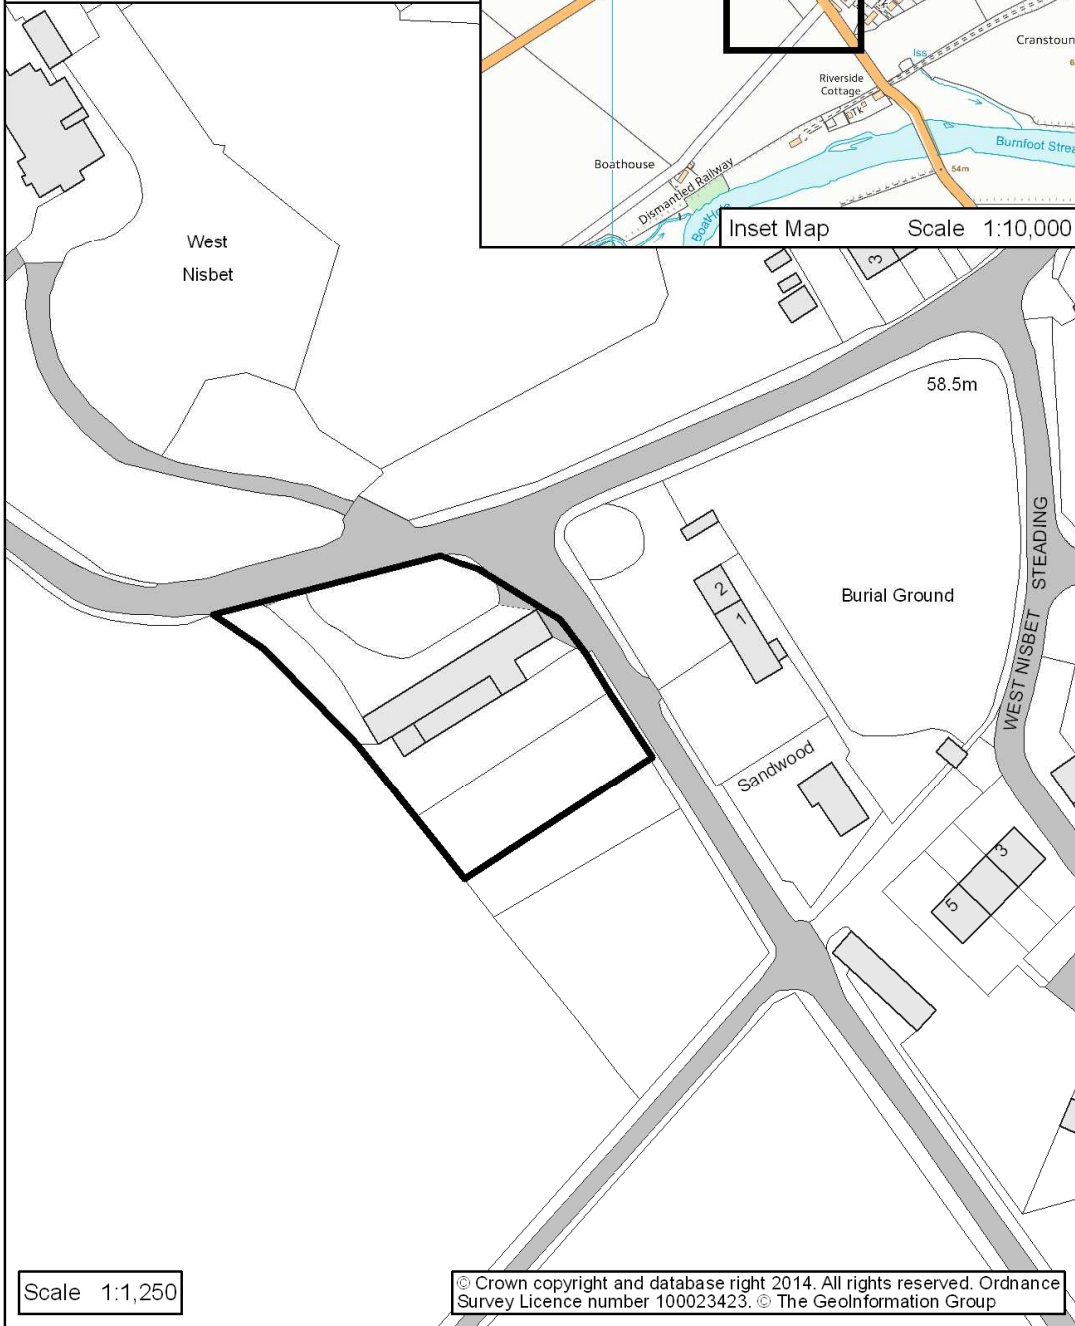 Iss
Cranstoun
6
Riverside
Cottage
Tk
Burnfoot Strea
Boathouse
54m
Dismantled Railway
Inset Map Scale 1:10,000
3
West
Nisbet
58.5m
WEST NISBET STEADING
2
1
Burial Ground
Sandwood
3
5
Scale 1:1,250
© Crown copyright and database right 2014. All rights reserved. Ordnance
Survey Licence number 100023423. © The GeoInformation Group